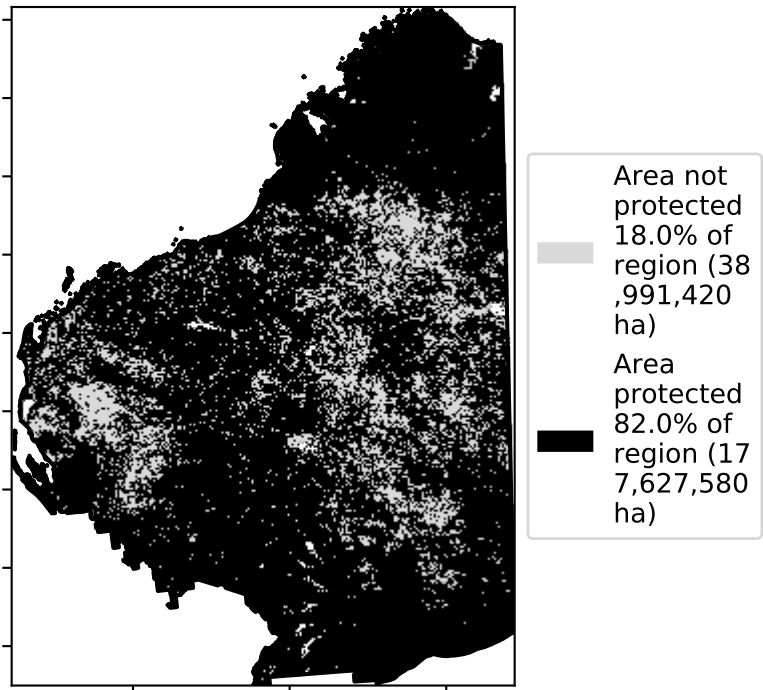 Area not
protected
18.0% of
region (38
,991,420
ha)
Area
protected
82.0% of
region (17
7,627,580
ha)